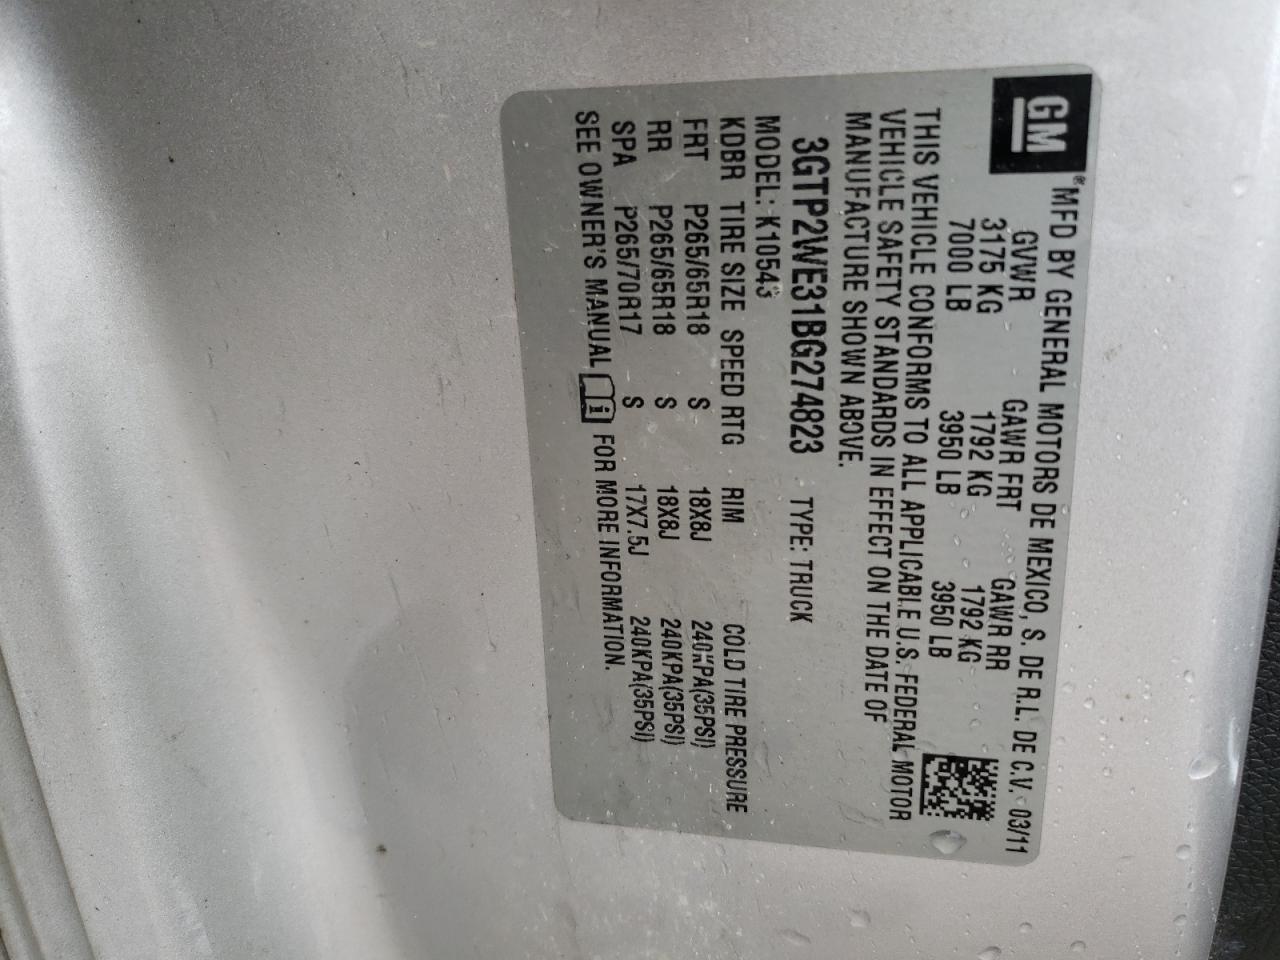 GM
® MFD BY GENERAL MOTORS DE MEXICO, S. DE R.L. DE C.V. 03/11
GVWR GAWR FRT GAWR RR
3175 KG 1792 KG 1792 KG
7000 LB 3950 LB 3950 LB
THIS VEHICLE CONFORMS TO ALL APPLICABLE U.S. FEDERAL MOTOR
VEHICLE SAFETY STANDARDS IN EFFECT ON THE DATE OF
MANUFACTURE SHOWN ABOVE.
3GTP2WE31BG274823 TYPE: TRUCK
MODEL: K10543
KDBR TIRE SIZE SPEED RTG RIM COLD TIRE PRESSURE
FRT P265/65R18 S 18X8J 240KPA(35PSI)
RR P265/65R18 S 18X8J 240KPA(35PSI)
SPA P265/70R17 S 17X7.5J 240KPA(35PSI)
SEE OWNER'S MANUAL i FOR MORE INFORMATION.